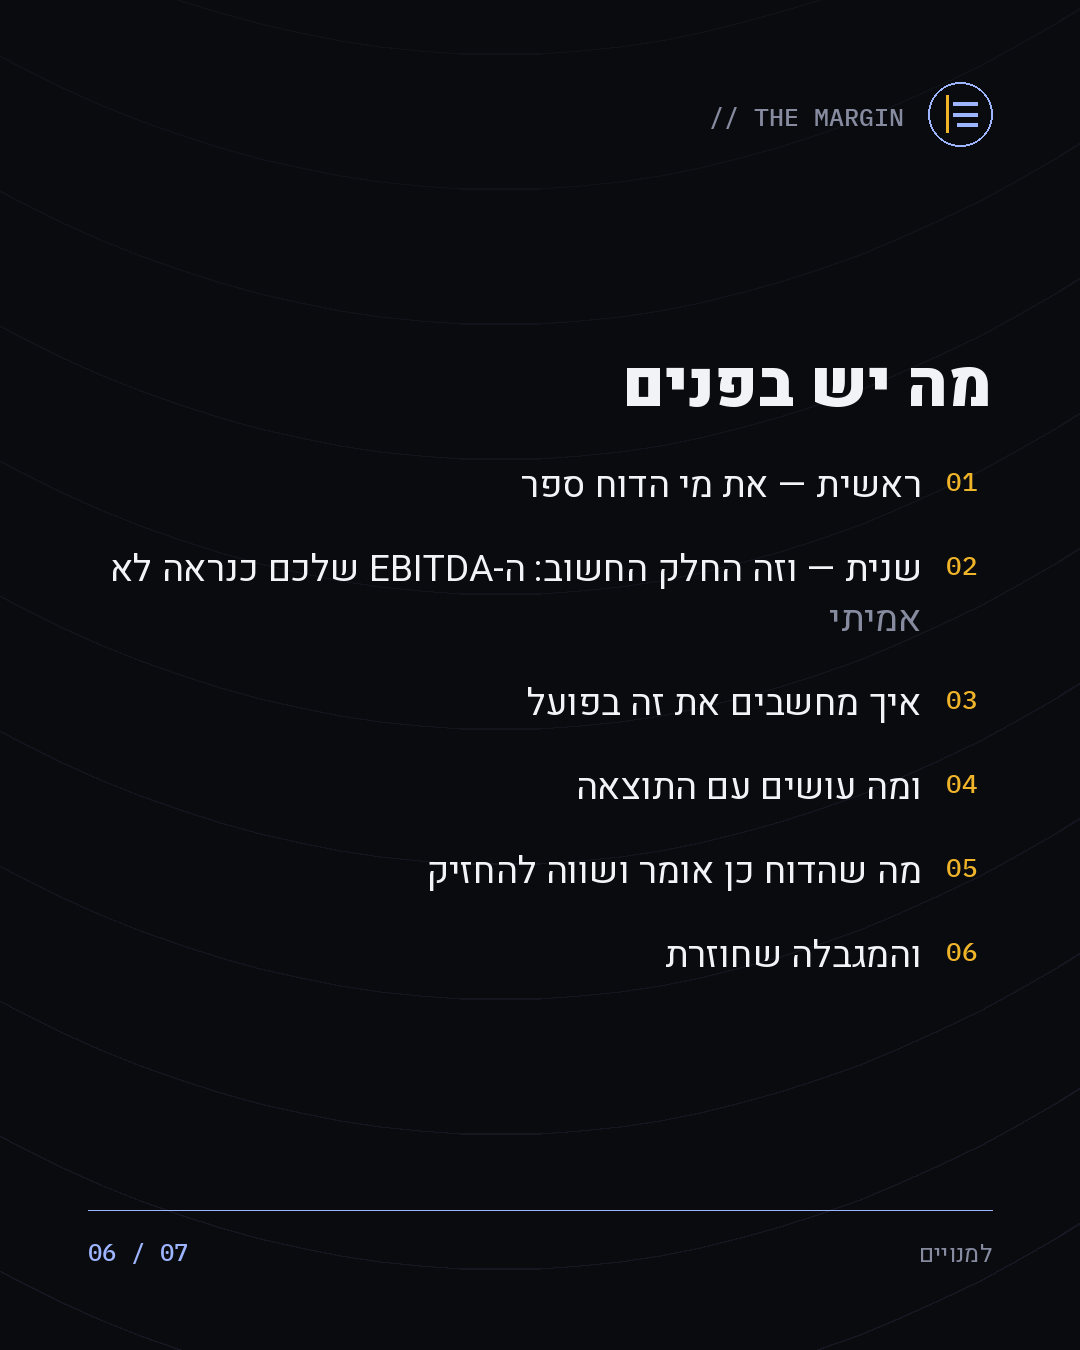 // THE MARGIN
מה יש בפנים
01 ראשית — את מי הדוח ספר
02 שנית — וזה החלק החשוב: ה-EBITDA שלכם כנראה לא
אמיתי
03 איך מחשבים את זה בפועל
04 ומה עושים עם התוצאה
05 מה שהדוח כן אומר ושווה להחזיק
06 והמגבלה שחוזרת
למנויים
06 / 07